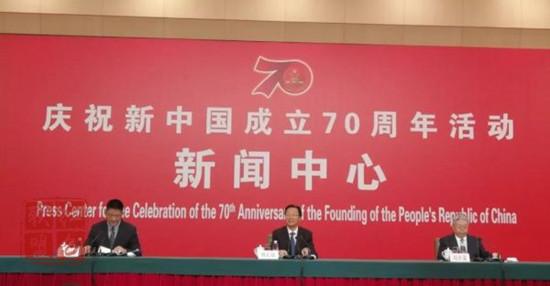 70
庆祝新中国成立70周年活动
新闻中心
Press Center for the Celebration of the 70th Anniversary of the Founding of the People's Republic of China